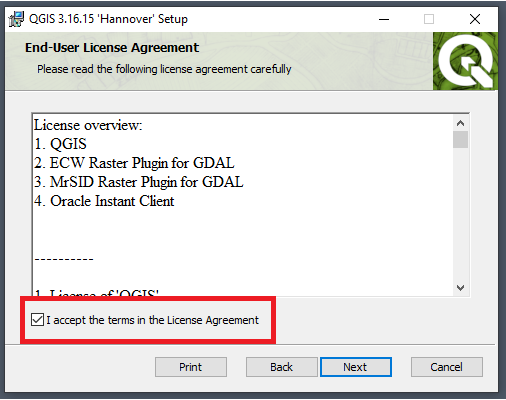 QGIS 3.16.15 'Hannover' Setup
End-User License Agreement
Please read the following license agreement carefully
License overview:
1. QGIS
2. ECW Raster Plugin for GDAL
3. MrSID Raster Plugin for GDAL
4. Oracle Instant Client
----------
1. License of 'QGIS'
I accept the terms in the License Agreement
Print Back Next Cancel